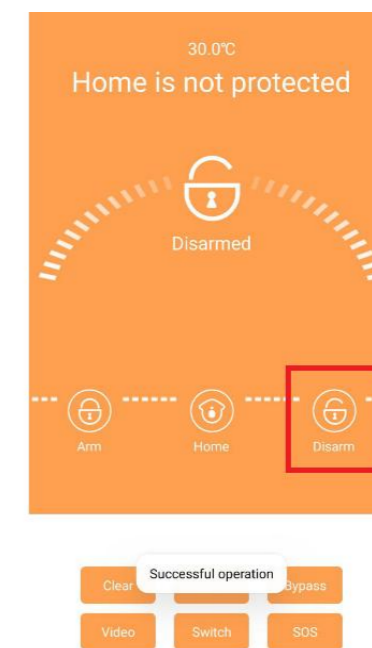 30.0℃
Home is not protected
Disarmed
Arm Home Disarm
Successful operation
Clear Bypass
Video Switch SOS